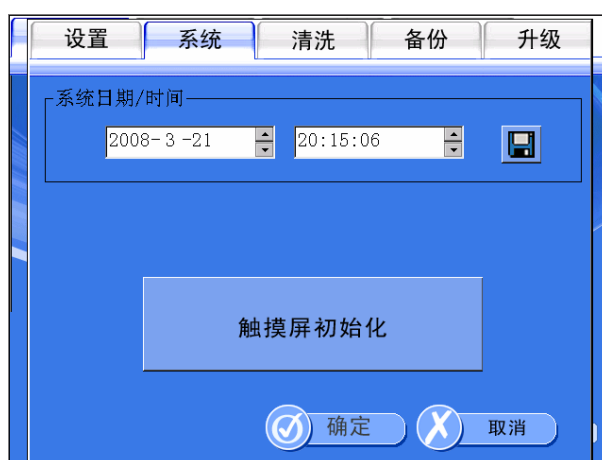 设置 系统 清洗 备份 升级
系统日期/时间
2008-3-21 20:15:06
触摸屏初始化
确定 取消